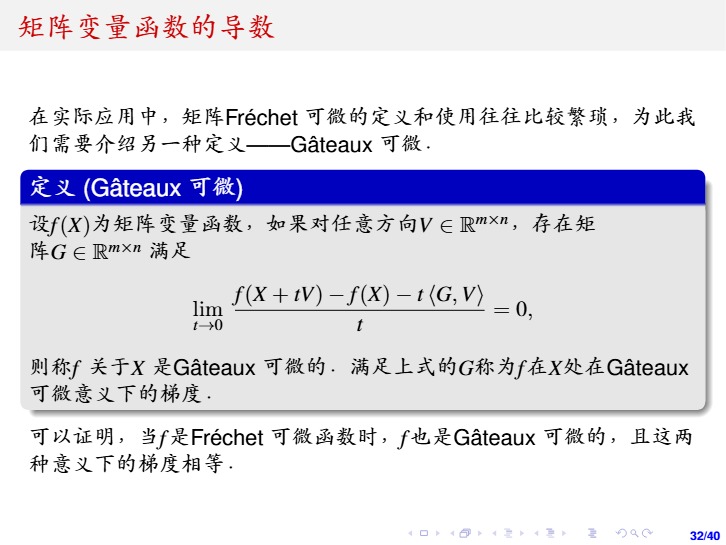 矩阵变量函数的导数
在实际应用中，矩阵Fréchet 可微的定义和使用往往比较繁琐，为此我
们需要介绍另一种定义——Gâteaux 可微．
定义 (Gâteaux 可微)
设f(X)为矩阵变量函数，如果对任意方向V ∈ ℝ^{m×n}，存在矩
阵G ∈ ℝ^{m×n} 满足
lim_{t→0} \frac{f(X + tV) − f(X) − t ⟨G, V⟩}{t} = 0,
则称f 关于X 是Gâteaux 可微的．满足上式的G称为f在X处在Gâteaux
可微意义下的梯度．
可以证明，当f是Fréchet 可微函数时，f也是Gâteaux 可微的，且这两
种意义下的梯度相等．
32/40